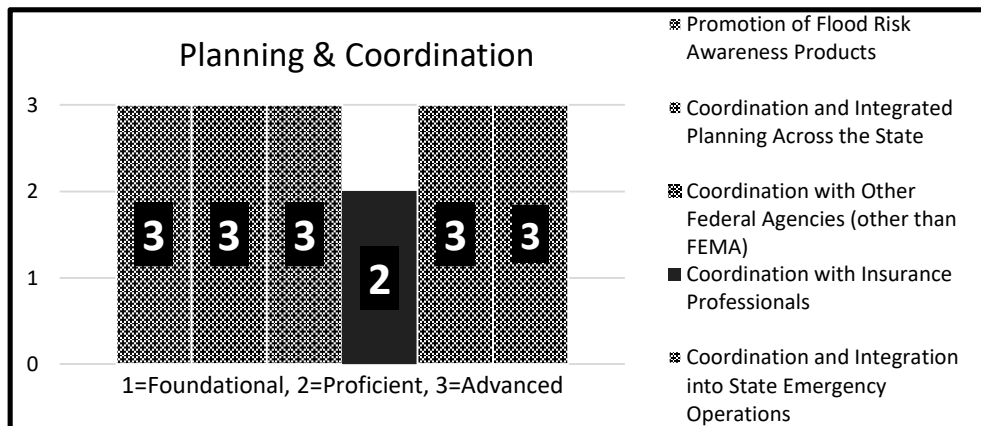 Planning & Coordination
3
2
1
0
3
3
3
2
3
3
1=Foundational, 2=Proficient, 3=Advanced
Promotion of Flood Risk
Awareness Products
Coordination and Integrated
Planning Across the State
Coordination with Other
Federal Agencies (other than
FEMA)
Coordination with Insurance
Professionals
Coordination and Integration
into State Emergency
Operations